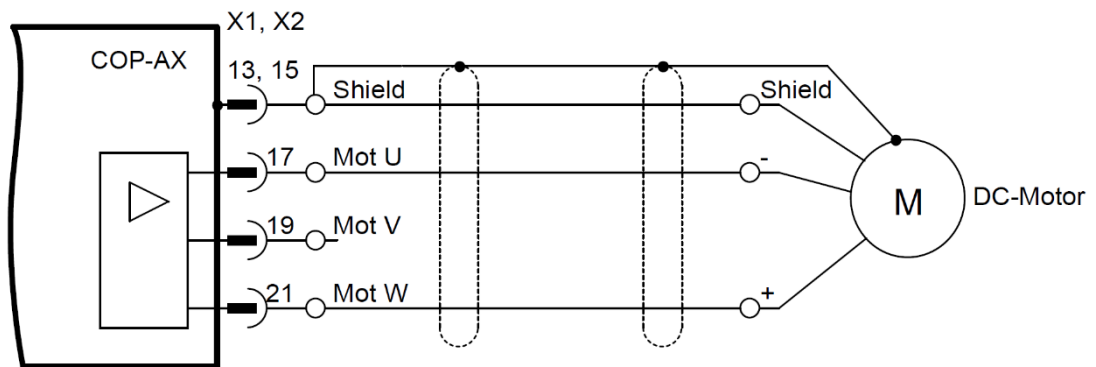 X1, X2
COP-AX
13, 15
Shield
Shield
17
Mot U
-
M
DC-Motor
19
Mot V
21
Mot W
+